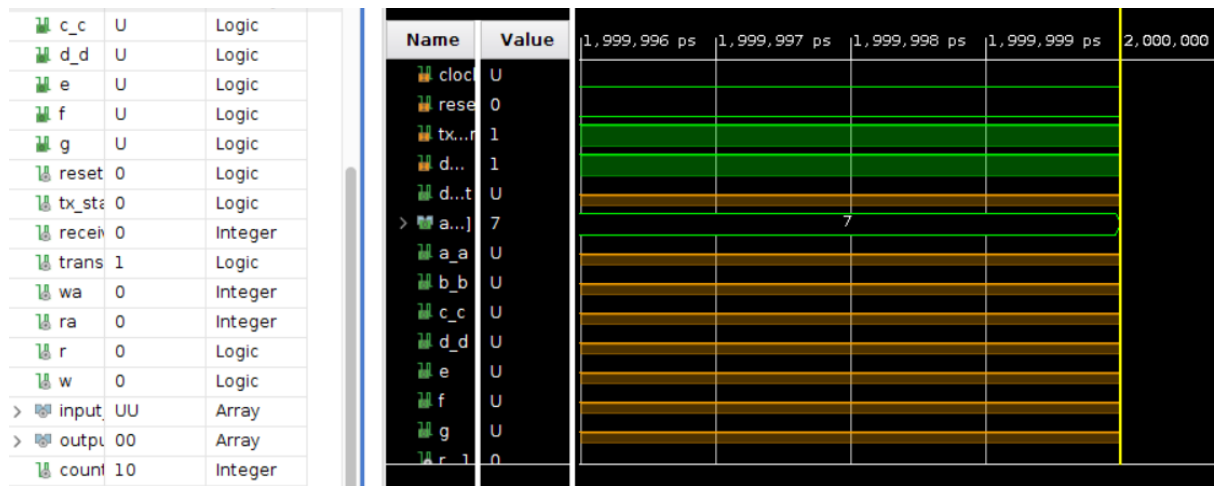 c_c U Logic
d_d U Logic
e U Logic
f U Logic
g U Logic
reset 0 Logic
tx_sta 0 Logic
receiv 0 Integer
trans 1 Logic
wa 0 Integer
ra 0 Integer
r 0 Logic
w 0 Logic
> input_ UU Array
> outpu 00 Array
count 10 Integer
Name Value 1,999,996 ps 1,999,997 ps 1,999,998 ps 1,999,999 ps 2,000,000
clocl U
rese 0
tx...r 1
d... 1
d...t U
> a...] 7 7
a_a U
b_b U
c_c U
d_d U
e U
f U
g U